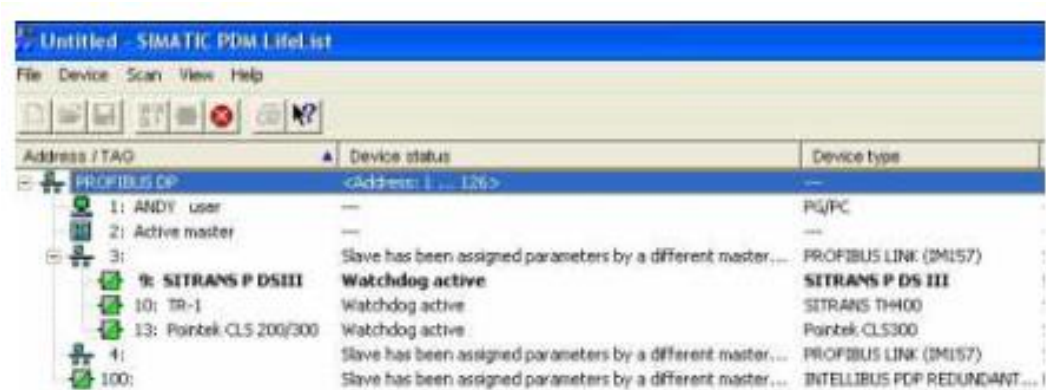 Untitled - SIMATIC PDM LifeList
File Device Scan View Help
Address / TAG Device status Device type
PROFIBUS DP <Address: 1 ... 126> ---
1: ANDY user --- PG/PC
2: Active master --- ---
3: Slave has been assigned parameters by a different master... PROFIBUS LINK (IM157)
9: SITRANS P DSIII Watchdog active SITRANS P DS III
10: TR-1 Watchdog active SITRANS TH400
13: Pointek CLS 200/300 Watchdog active Pointek CLS300
4: Slave has been assigned parameters by a different master... PROFIBUS LINK (IM157)
100: Slave has been assigned parameters by a different master... INTELLIBUS PDP REDUNDANT...